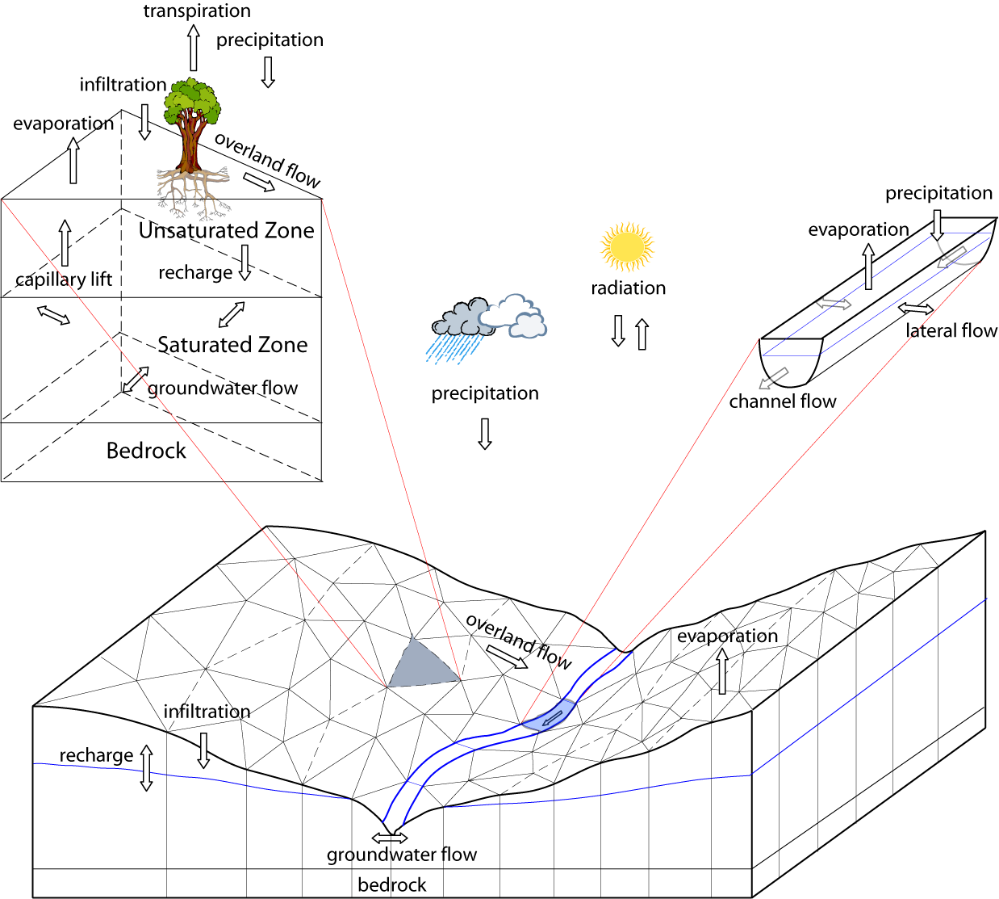 transpiration
precipitation
infiltration
evaporation
overland flow
Unsaturated Zone
recharge
capillary lift
Saturated Zone
groundwater flow
Bedrock
radiation
precipitation
precipitation
evaporation
lateral flow
channel flow
overland flow
evaporation
infiltration
recharge
groundwater flow
bedrock